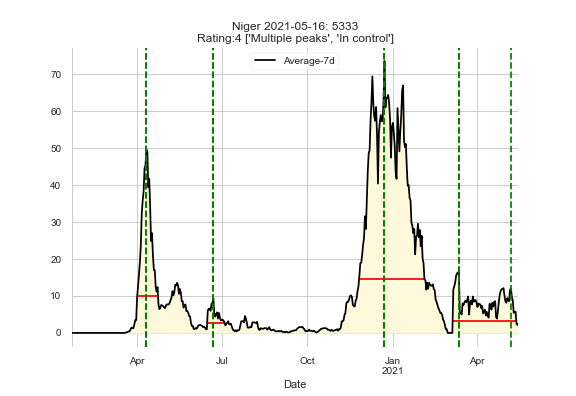 Niger 2021-05-16: 5333
Rating:4 ['Multiple peaks', 'In control']
Average-7d
70
60
50
40
30
20
10
0
Apr
Jul
Oct
Jan
2021
Apr
Date